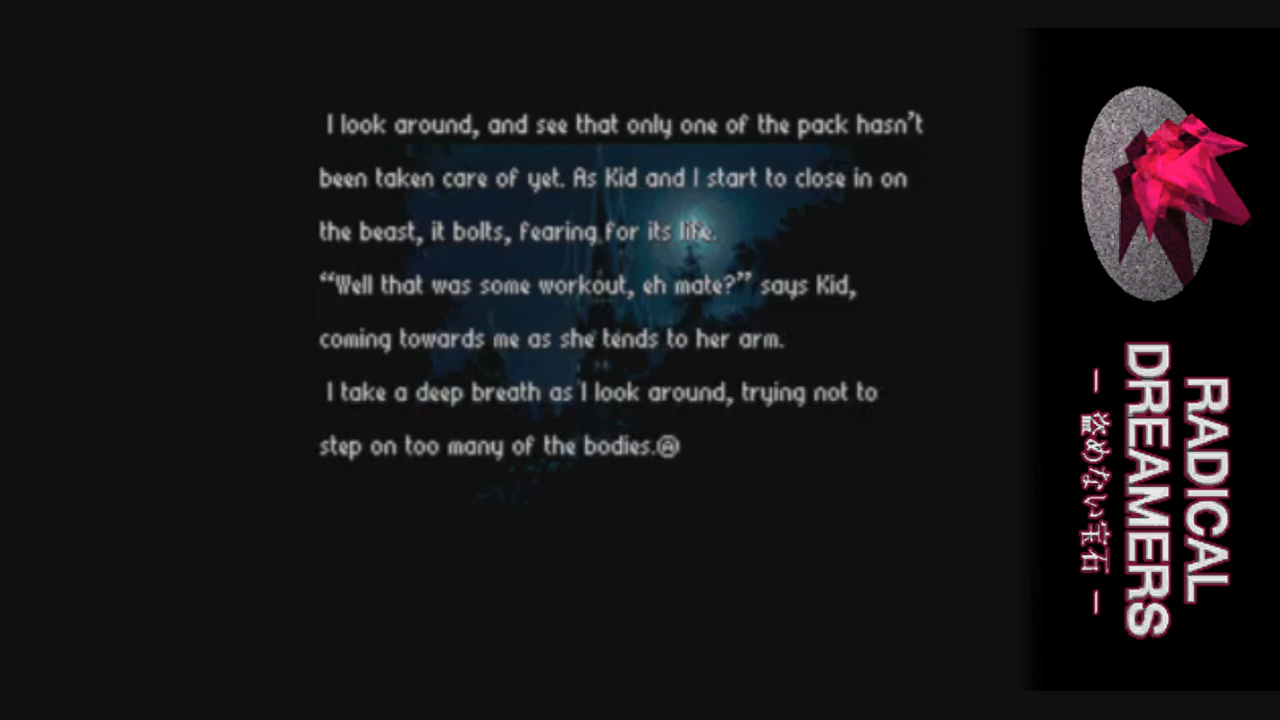 I look around, and see that only one of the pack hasn't
been taken care of yet. As Kid and I start to close in on
the beast, it bolts, fearing for its life.
“Well that was some workout, eh mate?” says Kid,
coming towards me as she tends to her arm.
I take a deep breath as I look around, trying not to
step on too many of the bodies.
RADICAL
DREAMERS
— 盗めない宝石 —